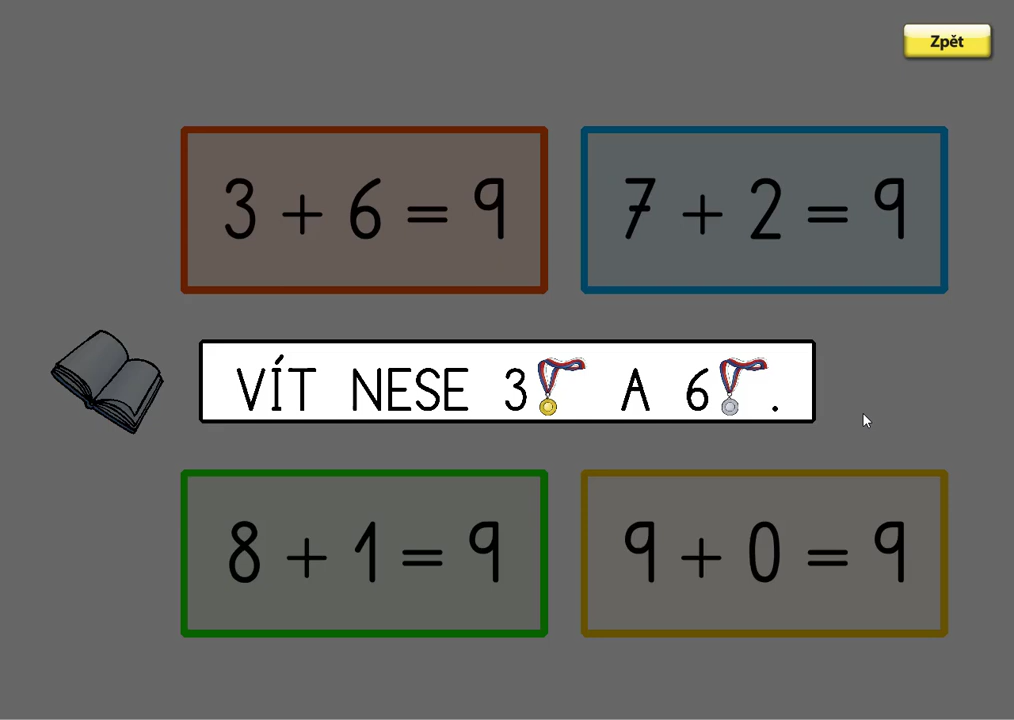 Zpět
3 + 6 = 9
7 + 2 = 9
VÍT NESE 3 A 6 .
8 + 1 = 9
9 + 0 = 9